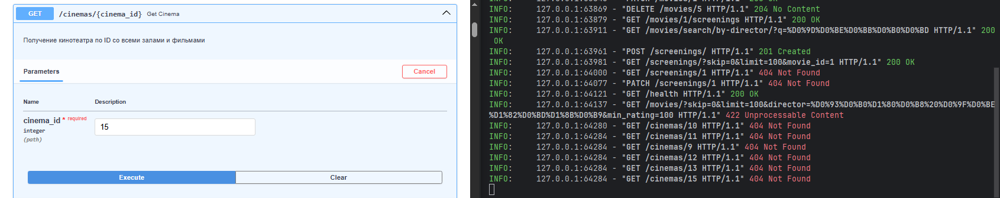 GET /cinemas/{cinema_id} Get Cinema
Получение кинотеатра по ID со всеми залами и фильмами
Parameters
Cancel
Name Description
cinema_id * required
integer
(path)
15
Execute
Clear
INFO: 127.0.0.1:63869 - "DELETE /movies/5 HTTP/1.1" 204 No Content
INFO: 127.0.0.1:63879 - "GET /movies/1/screenings HTTP/1.1" 200 OK
INFO: 127.0.0.1:63911 - "GET /movies/search/by-director/?q=%D0%9D%D0%BE%D0%BB%D0%B0%D0%BD HTTP/1.1" 200
OK
INFO: 127.0.0.1:63961 - "POST /screenings/ HTTP/1.1" 201 Created
INFO: 127.0.0.1:63981 - "GET /screenings/?skip=0&limit=100&movie_id=1 HTTP/1.1" 200 OK
INFO: 127.0.0.1:64000 - "GET /screenings/1 HTTP/1.1" 404 Not Found
INFO: 127.0.0.1:64077 - "PATCH /screenings/1 HTTP/1.1" 404 Not Found
INFO: 127.0.0.1:64121 - "GET /health HTTP/1.1" 200 OK
INFO: 127.0.0.1:64137 - "GET /movies/?skip=0&limit=100&director=%D0%93%D0%B0%D1%80%D0%B8%20%D0%9F%D0%BE
%D1%82%D0%BD%D1%8B%D0%B9&min_rating=100 HTTP/1.1" 422 Unprocessable Content
INFO: 127.0.0.1:64280 - "GET /cinemas/10 HTTP/1.1" 404 Not Found
INFO: 127.0.0.1:64284 - "GET /cinemas/11 HTTP/1.1" 404 Not Found
INFO: 127.0.0.1:64284 - "GET /cinemas/9 HTTP/1.1" 404 Not Found
INFO: 127.0.0.1:64284 - "GET /cinemas/12 HTTP/1.1" 404 Not Found
INFO: 127.0.0.1:64284 - "GET /cinemas/13 HTTP/1.1" 404 Not Found
INFO: 127.0.0.1:64284 - "GET /cinemas/15 HTTP/1.1" 404 Not Found